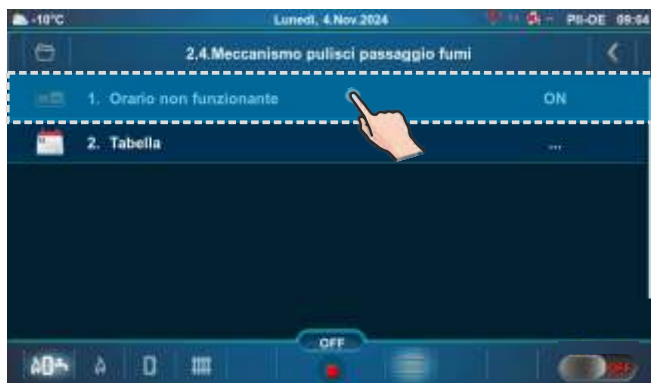 -10°C Lunedì, 4.Nov.2024 PII-OE 09:04
2,4.Meccanismo pulisci passaggio fumi
1. Orario non funzionante ON
2. Tabella ...
OFF
OFF